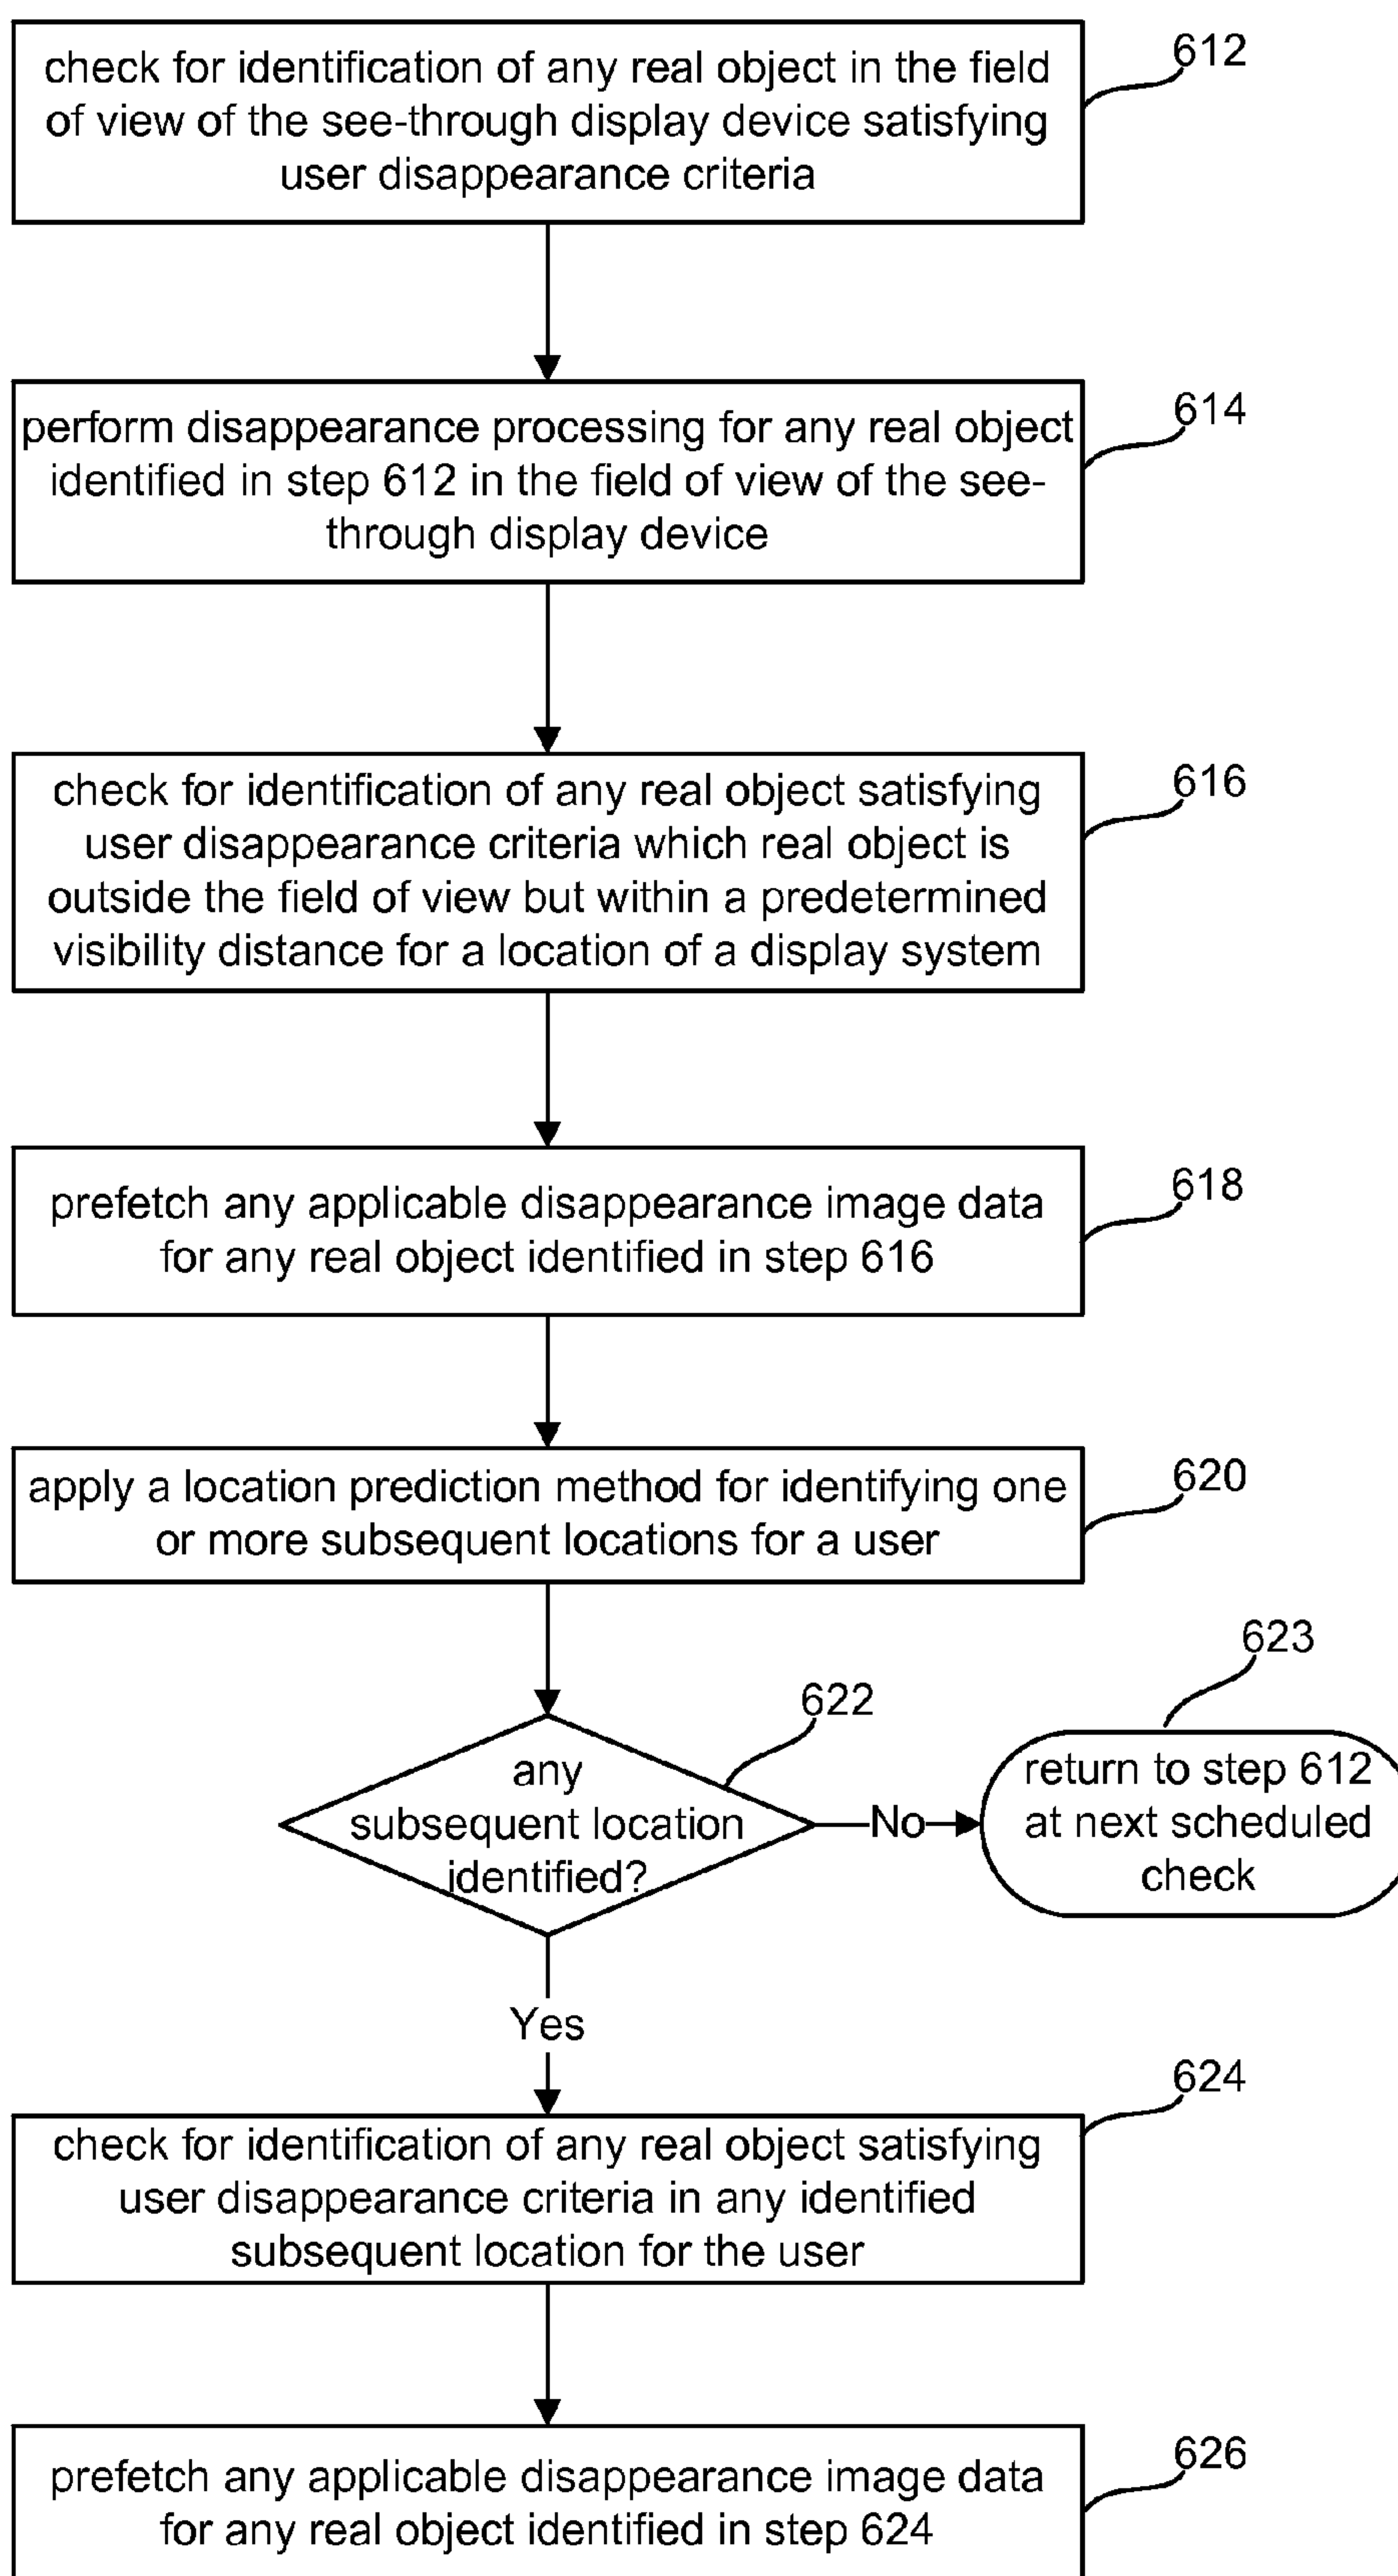 check for identification of any real object in the field
of view of the see-through display device satisfying
user disappearance criteria
612
perform disappearance processing for any real object
identified in step 612 in the field of view of the see-
through display device
614
check for identification of any real object satisfying
user disappearance criteria which real object is
outside the field of view but within a predetermined
visibility distance for a location of a display system
616
prefetch any applicable disappearance image data
for any real object identified in step 616
618
apply a location prediction method for identifying one
or more subsequent locations for a user
620
any
subsequent location
identified?
622
No
return to step 612
at next scheduled
check
623
Yes
check for identification of any real object satisfying
user disappearance criteria in any identified
subsequent location for the user
624
prefetch any applicable disappearance image data
for any real object identified in step 624
626